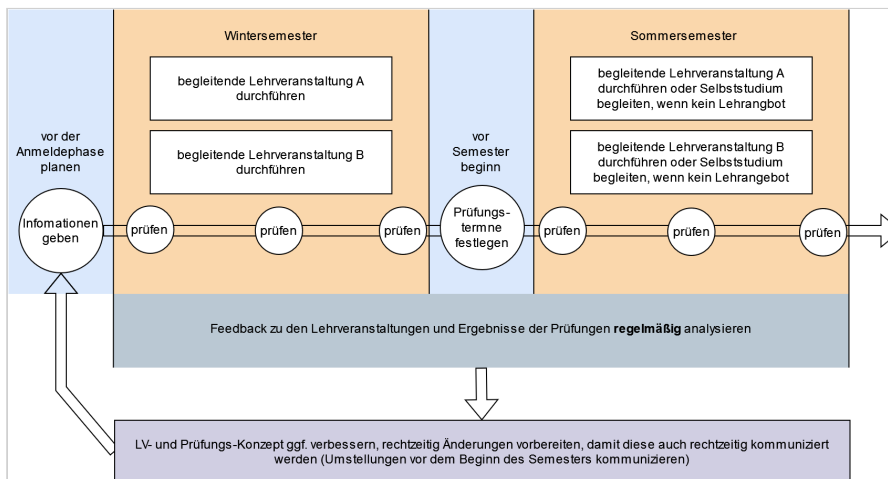 Wintersemester
Sommersemester
begleitende Lehrveranstaltung A
durchführen
begleitende Lehrveranstaltung A
durchführen oder Selbststudium
begleiten, wenn kein Lehrangbot
vor der
Anmeldephase
planen
begleitende Lehrveranstaltung B
durchführen
vor
Semester
beginn
begleitende Lehrveranstaltung B
durchführen oder Selbststudium
begleiten, wenn kein Lehrangebot
Infomationen
geben
prüfen
prüfen
prüfen
Prüfungs-
termne
festlegen
prüfen
prüfen
prüfen
Feedback zu den Lehrveranstaltungen und Ergebnisse der Prüfungen regelmäßig analysieren
LV- und Prüfungs-Konzept ggf. verbessern, rechtzeitig Änderungen vorbereiten, damit diese auch rechtzeitig kommuniziert
werden (Umstellungen vor dem Beginn des Semesters kommunizieren)